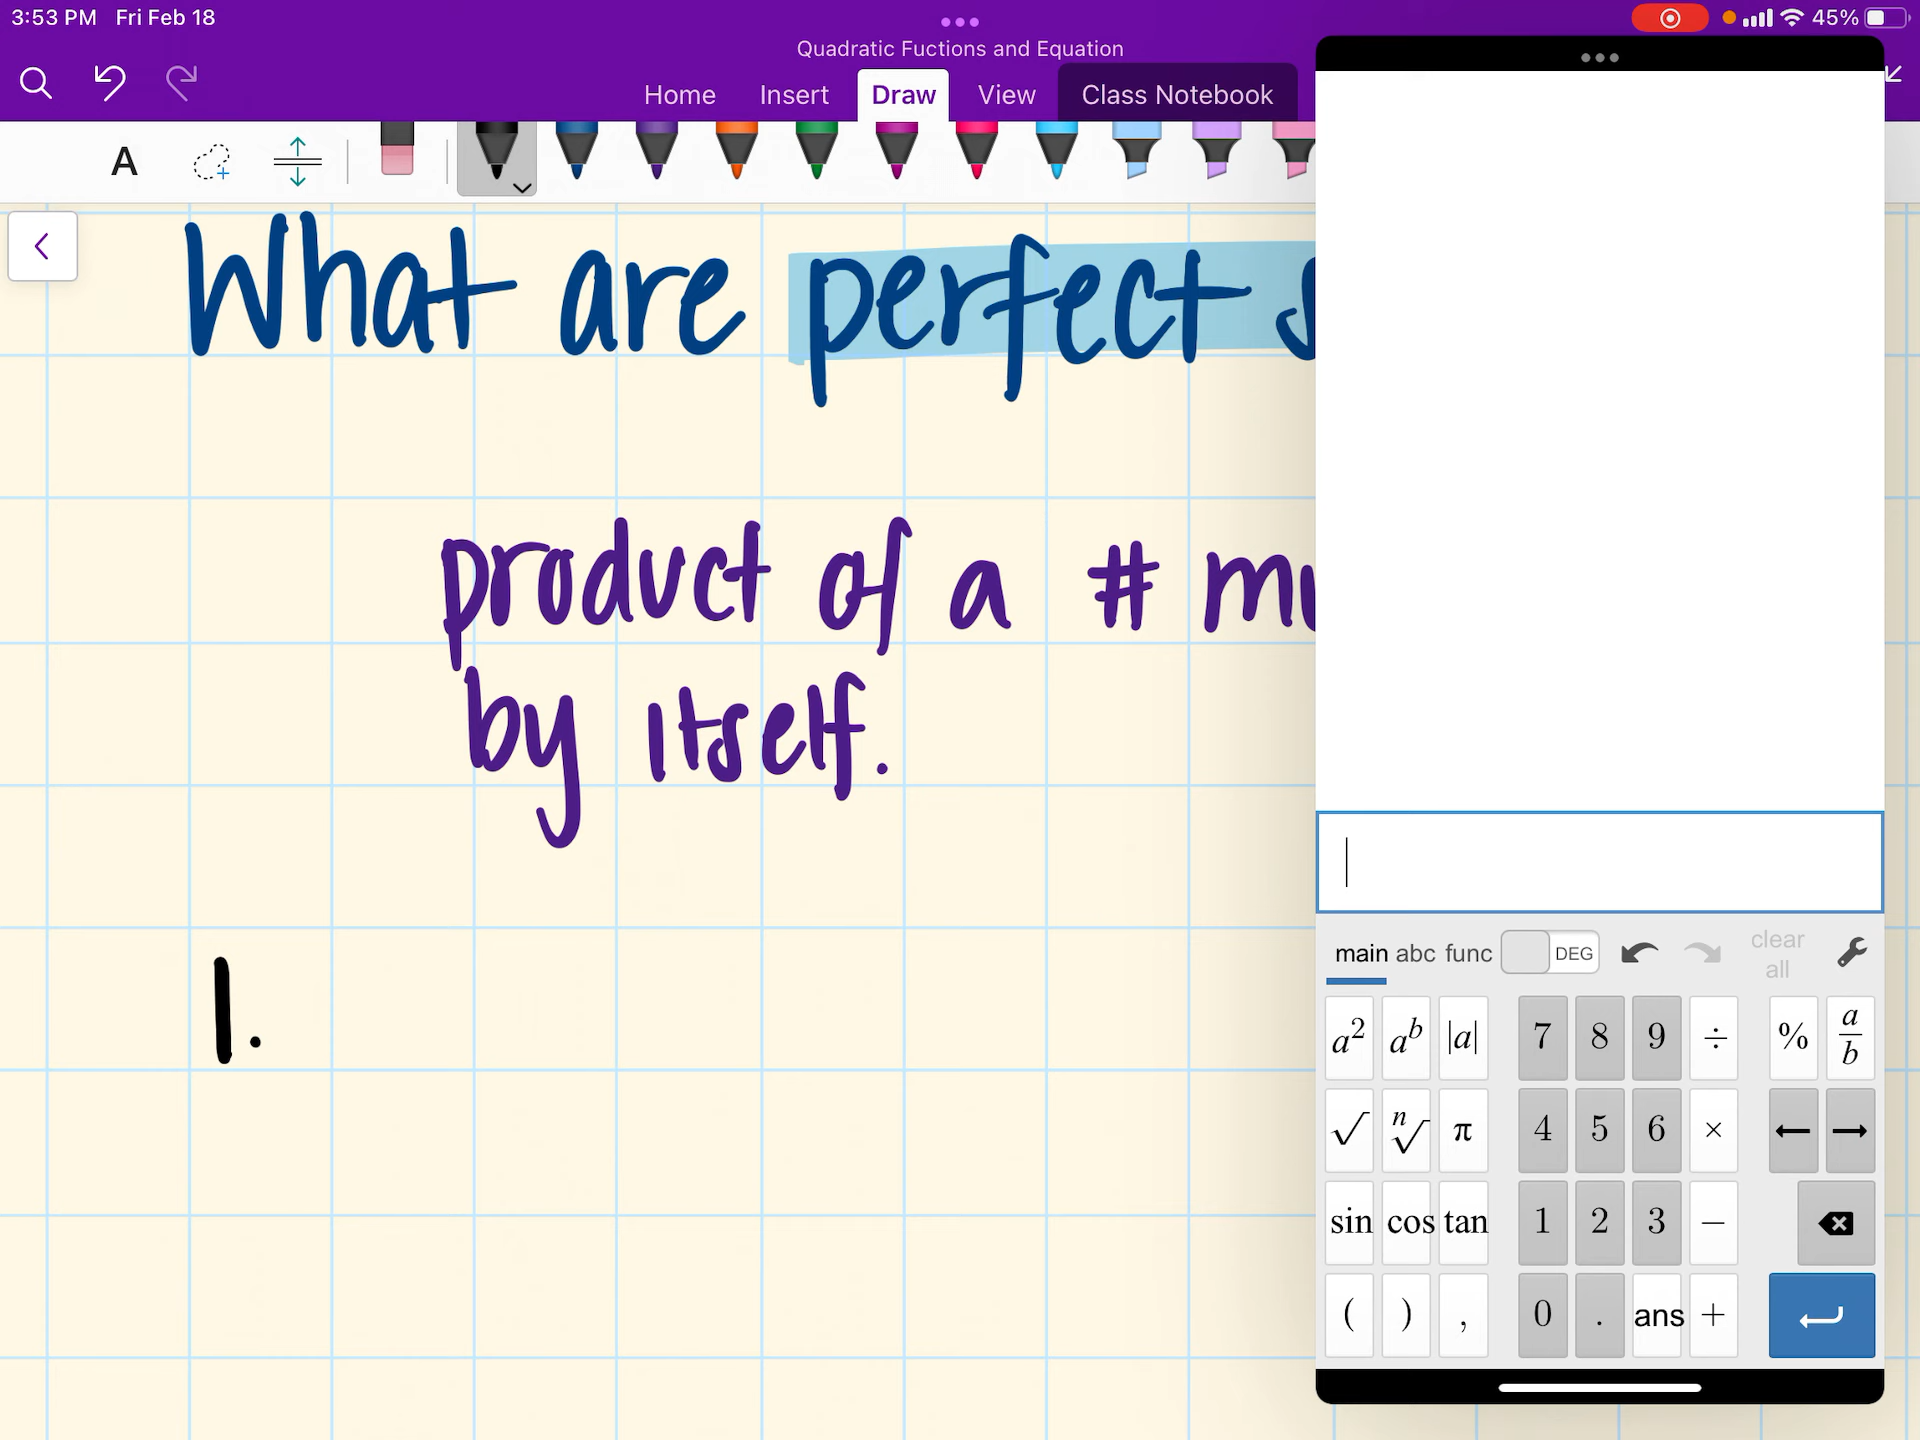 3:53 PM Fri Feb 18
45%
Quadratic Fuctions and Equation
Home Insert Draw View Class Notebook
A
What are perfect
product of a #
by itself.
1.
main abc func DEG clear all
a² aᵇ |a| 7 8 9 ÷ % a/b
√ ⁿ√ π 4 5 6 × ← →
sin cos tan 1 2 3 −
( ) , 0 . ans +